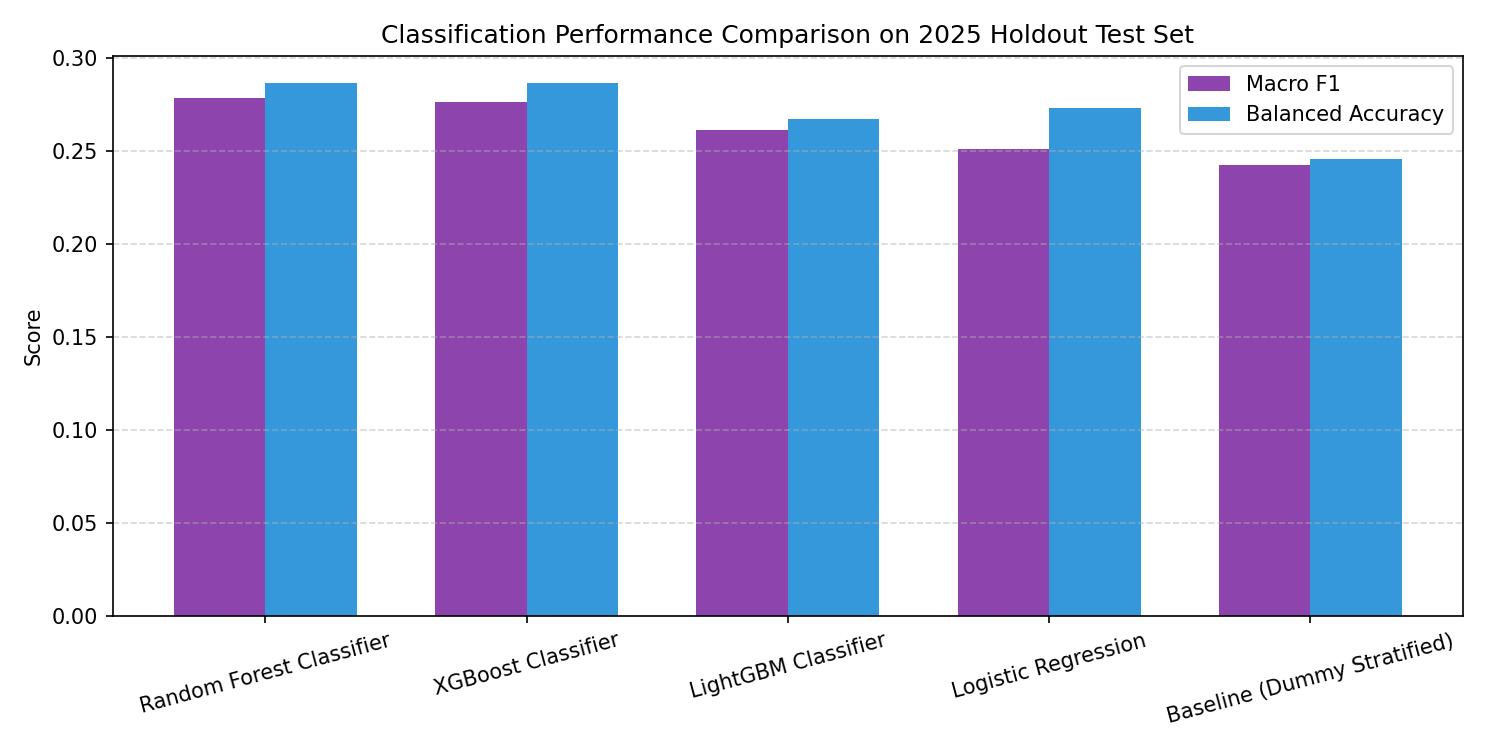 Classification Performance Comparison on 2025 Holdout Test Set
Macro F1
Balanced Accuracy
Score
0.30
0.25
0.20
0.15
0.10
0.05
0.00
Random Forest Classifier
XGBoost Classifier
LightGBM Classifier
Logistic Regression
Baseline (Dummy Stratified)